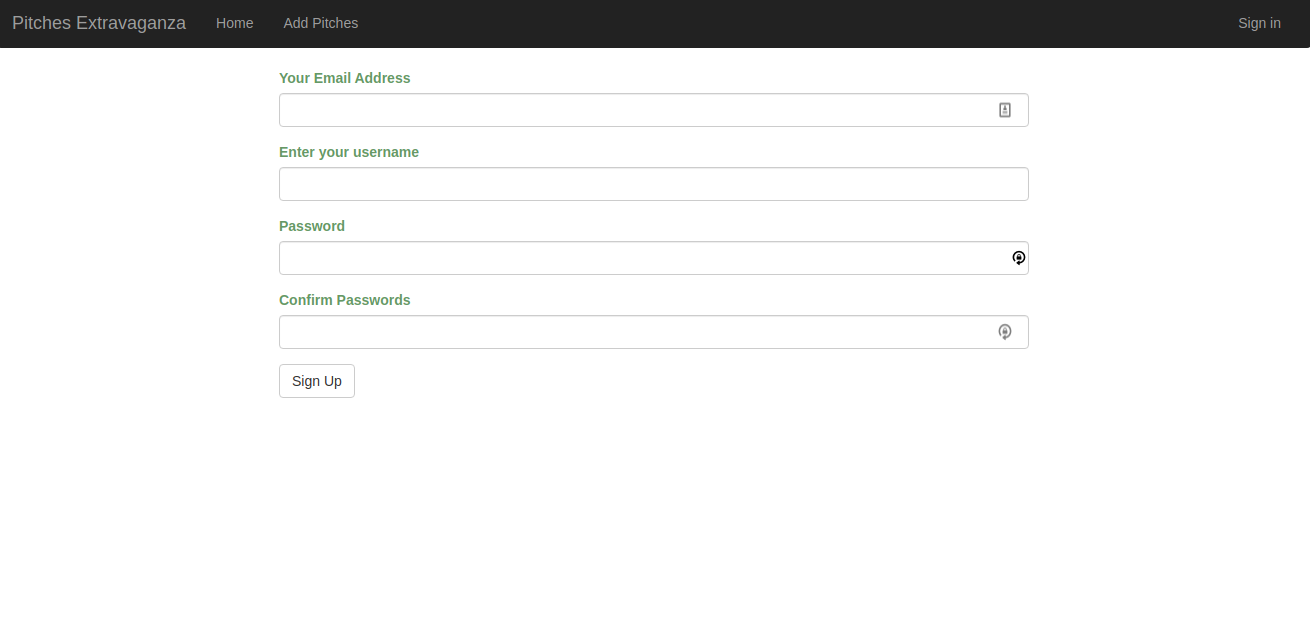 Pitches Extravaganza Home Add Pitches Sign in
Your Email Address
Enter your username
Password
Confirm Passwords
Sign Up